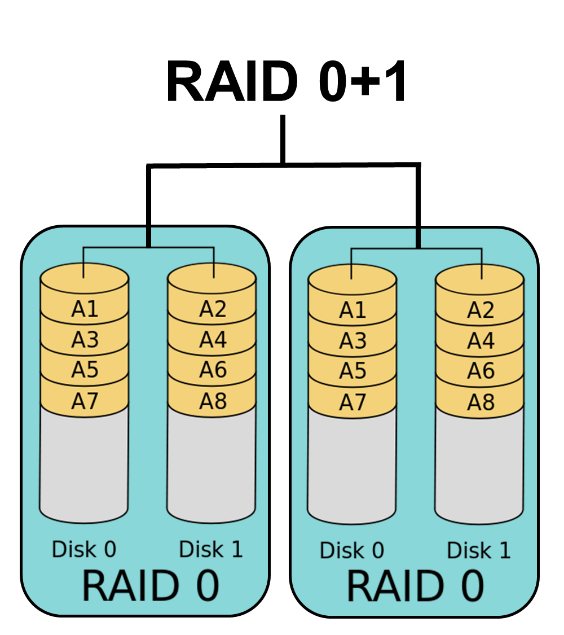 RAID 0+1
A1
A3
A5
A7
Disk 0
A2
A4
A6
A8
Disk 1
RAID 0
A1
A3
A5
A7
Disk 0
A2
A4
A6
A8
Disk 1
RAID 0